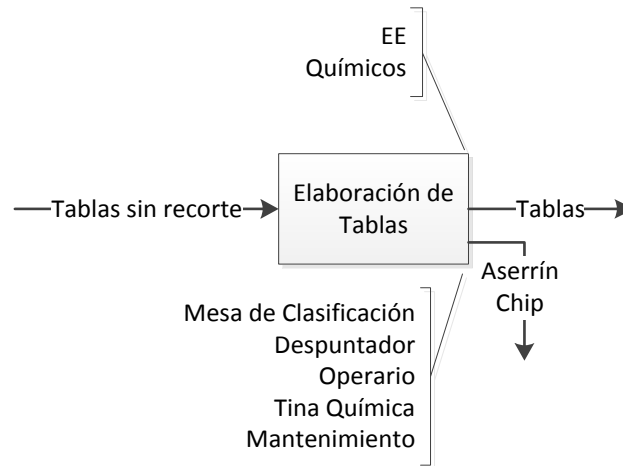 EE
Químicos
Tablas sin recorte
Elaboración de
Tablas
Tablas
Aserrín
Chip
Mesa de Clasificación
Despuntador
Operario
Tina Química
Mantenimiento